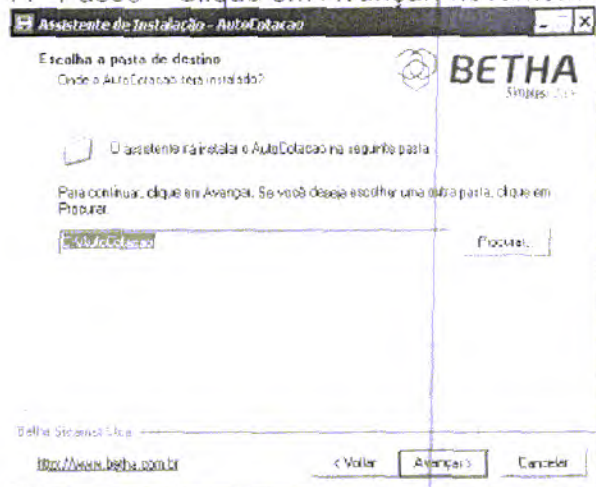 Assistente de Instalação - AutoCotacao
Escolha a pasta de destino
Onde o AutoCotacao será instalado?
BETHA
O assistente irá instalar o AutoCotacao na seguinte pasta
Para continuar, clique em Avançar. Se você deseja escolher uma outra pasta, clique em
Procurar.
C:\AutoCotacao
Procurar...
Betha Sistemas Ltda
http://www.betha.com.br
< Voltar
Avançar >
Cancelar